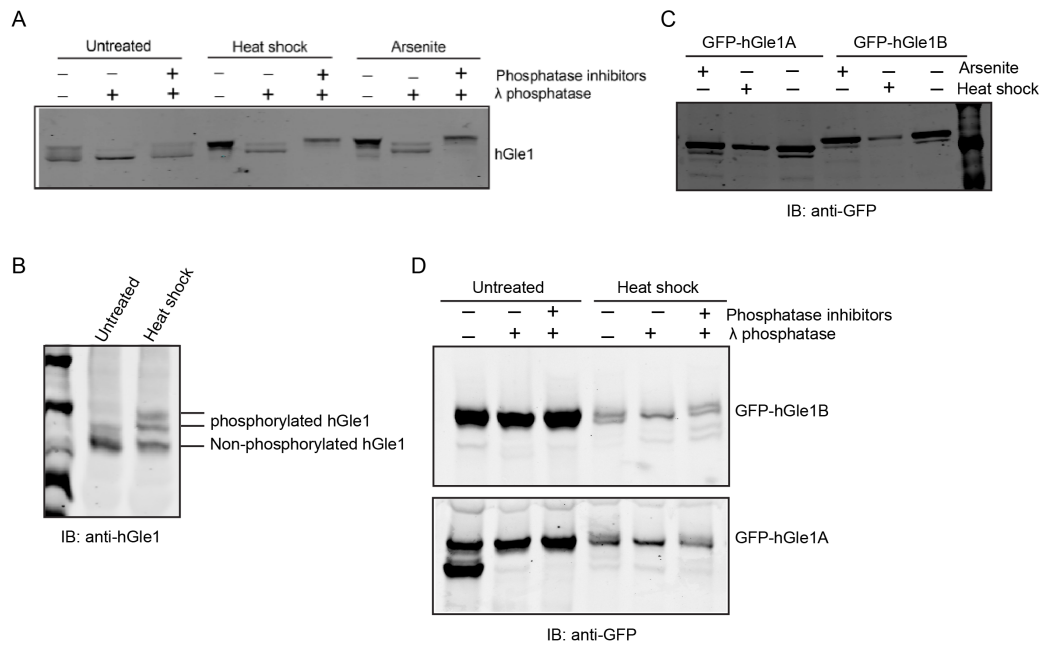 A
Untreated Heat shock Arsenite
– – + – – + – – + Phosphatase inhibitors
– + + – + + – + + λ phosphatase
hGle1
C
GFP-hGle1A GFP-hGle1B
+ – – + – – Arsenite
– + – – + – Heat shock
IB: anti-GFP
B
Untreated
Heat shock
phosphorylated hGle1
Non-phosphorylated hGle1
IB: anti-hGle1
D
Untreated Heat shock
– – + – – + Phosphatase inhibitors
– + + – + + λ phosphatase
GFP-hGle1B
GFP-hGle1A
IB: anti-GFP